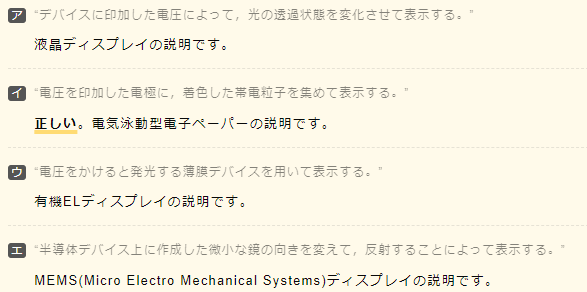 ア “デバイスに印加した電圧によって，光の透過状態を変化させて表示する。”
液晶ディスプレイの説明です。
イ “電圧を印加した電極に，着色した帯電粒子を集めて表示する。”
正しい。電気泳動型電子ペーパーの説明です。
ウ “電圧をかけると発光する薄膜デバイスを用いて表示する。”
有機ELディスプレイの説明です。
エ “半導体デバイス上に作成した微小な鏡の向きを変えて，反射することによって表示する。”
MEMS(Micro Electro Mechanical Systems)ディスプレイの説明です。